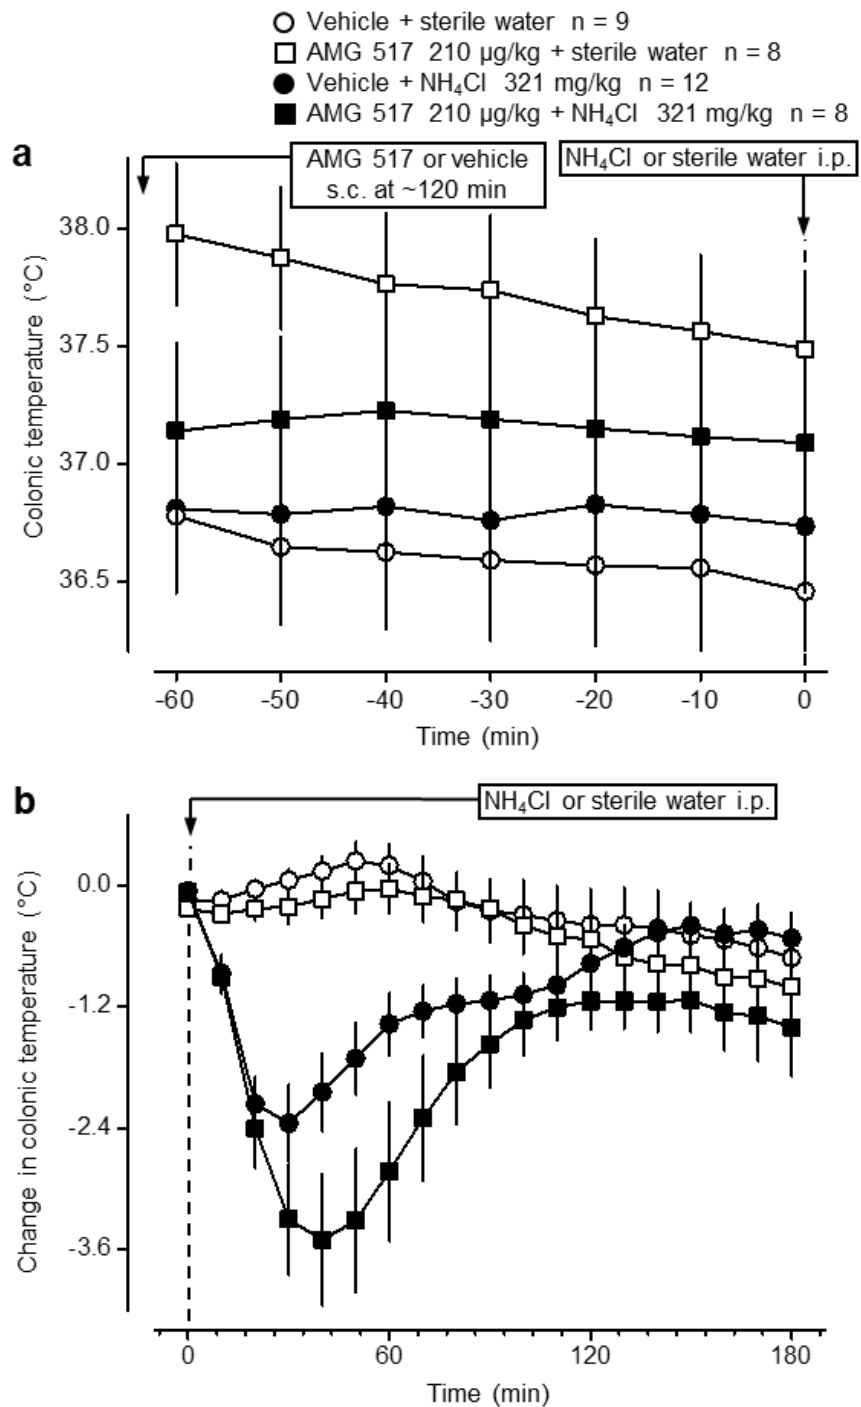 Vehicle + sterile water n = 9
AMG 517 210 µg/kg + sterile water n = 8
Vehicle + NH₄Cl 321 mg/kg n = 12
AMG 517 210 µg/kg + NH₄Cl 321 mg/kg n = 8
a
AMG 517 or vehicle
s.c. at ~120 min
NH₄Cl or sterile water i.p.
Colonic temperature (°C)
38.0
37.5
37.0
36.5
-60 -50 -40 -30 -20 -10 0
Time (min)
b
NH₄Cl or sterile water i.p.
Change in colonic temperature (°C)
0.0
-1.2
-2.4
-3.6
0 60 120 180
Time (min)